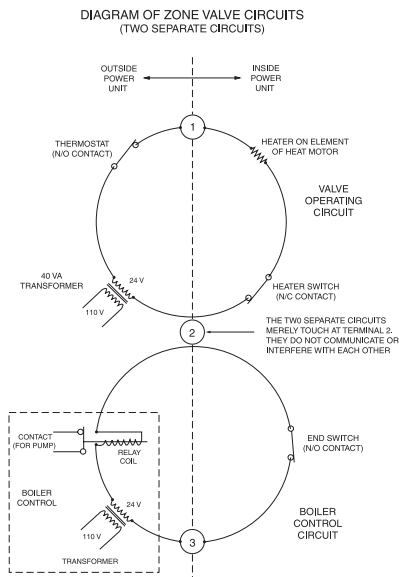 DIAGRAM OF ZONE VALVE CIRCUITS
(TWO SEPARATE CIRCUITS)
OUTSIDE
POWER
UNIT
INSIDE
POWER
UNIT
1
THERMOSTAT
(N/O CONTACT)
HEATER ON ELEMENT
OF HEAT MOTOR
VALVE
OPERATING
CIRCUIT
40 VA
TRANSFORMER
24 V
110 V
HEATER SWITCH
(N/C CONTACT)
2
THE TW0 SEPARATE CIRCUITS
MERELY TOUCH AT TERMINAL 2.
THEY DO NOT COMMUNICATE OR
INTERFERE WITH EACH OTHER
CONTACT
(FOR PUMP)
RELAY
COIL
END SWITCH
(N/O CONTACT)
BOILER
CONTROL
24 V
110 V
TRANSFORMER
3
BOILER
CONTROL
CIRCUIT